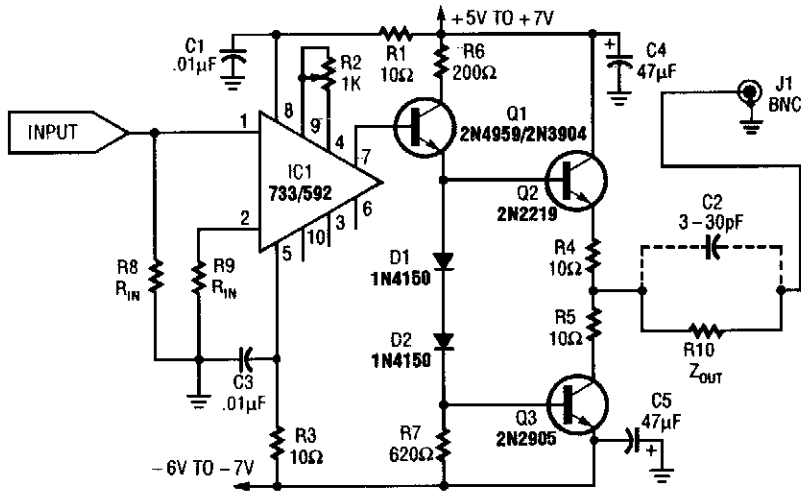 +5V TO +7V
C1
.01µF
R1
10Ω
R6
200Ω
C4
47µF
R2
1K
J1
BNC
8
9
4
INPUT
1
7
Q1
2N4959/2N3904
IC1
733/592
Q2
2N2219
C2
3–30pF
2
6
3
10
5
R8
R_IN
R9
R_IN
D1
1N4150
R4
10Ω
D2
1N4150
R5
10Ω
R10
Z_OUT
C3
.01µF
R3
10Ω
R7
620Ω
Q3
2N2905
C5
47µF
+
+
−6V TO −7V